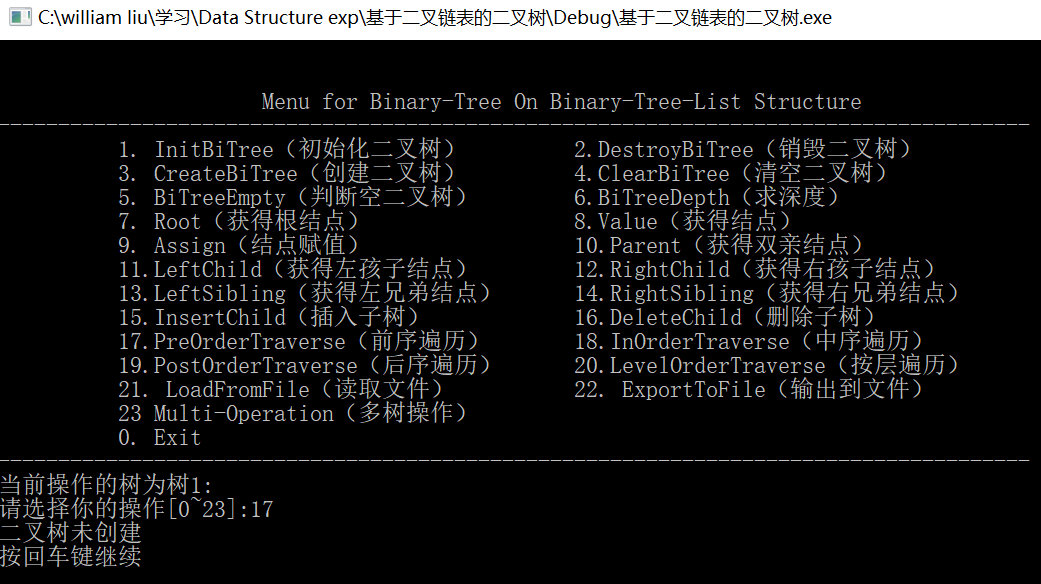 C:\william liu\学习\Data Structure exp\基于二叉链表的二叉树\Debug\基于二叉链表的二叉树.exe
Menu for Binary-Tree On Binary-Tree-List Structure
--------------------------------------------------------------------------------------
1. InitBiTree（初始化二叉树） 2.DestroyBiTree（销毁二叉树）
3. CreateBiTree（创建二叉树） 4.ClearBiTree（清空二叉树）
5. BiTreeEmpty（判断空二叉树） 6.BiTreeDepth（求深度）
7. Root（获得根结点） 8.Value（获得结点）
9. Assign（结点赋值） 10.Parent（获得双亲结点）
11.LeftChild（获得左孩子结点） 12.RightChild（获得右孩子结点）
13.LeftSibling（获得左兄弟结点） 14.RightSibling（获得右兄弟结点）
15.InsertChild（插入子树） 16.DeleteChild（删除子树）
17.PreOrderTraverse（前序遍历） 18.InOrderTraverse（中序遍历）
19.PostOrderTraverse（后序遍历） 20.LevelOrderTraverse（按层遍历）
21. LoadFromFile（读取文件） 22. ExportToFile（输出到文件）
23 Multi-Operation（多树操作）
0. Exit
--------------------------------------------------------------------------------------
当前操作的树为树1:
请选择你的操作[0~23]:17
二叉树未创建
按回车键继续